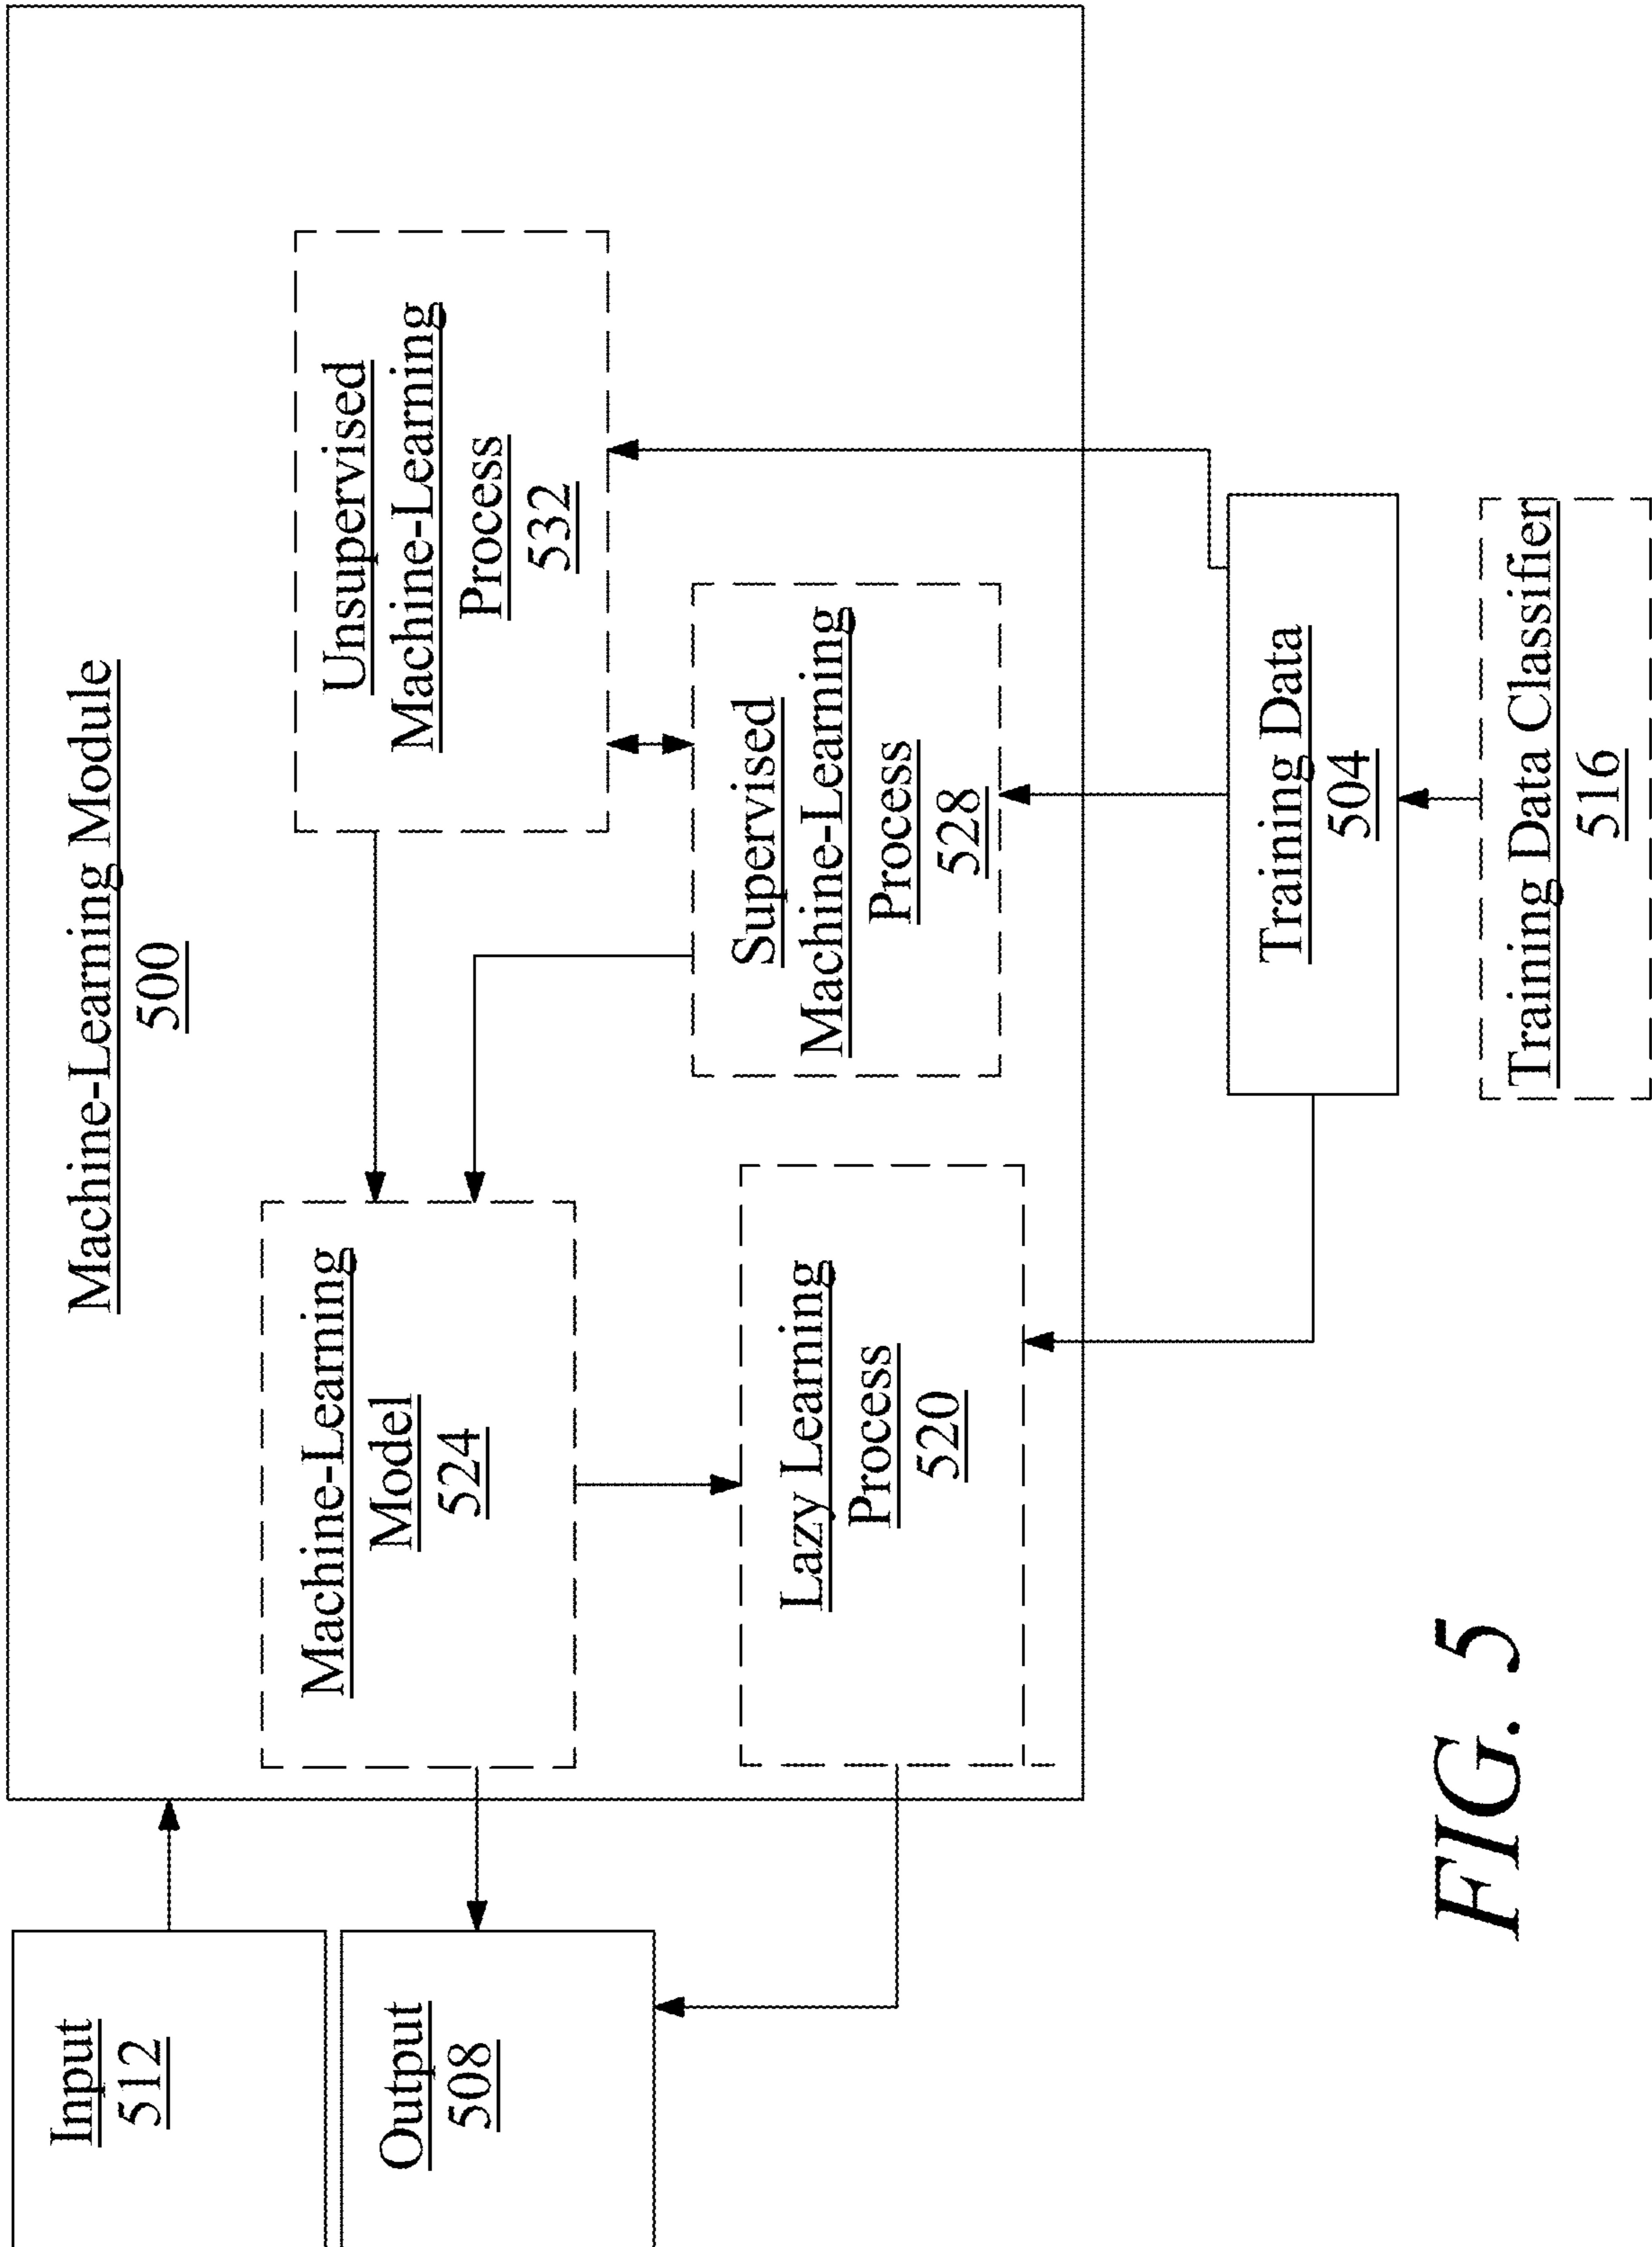 Machine-Learning Module
500
Input
512
Output
508
Machine-Learning
Model
524
Unsupervised
Machine-Learning
Process
532
Lazy Learning
Process
520
Supervised
Machine-Learning
Process
528
Training Data
504
Training Data Classifier
516
FIG. 5